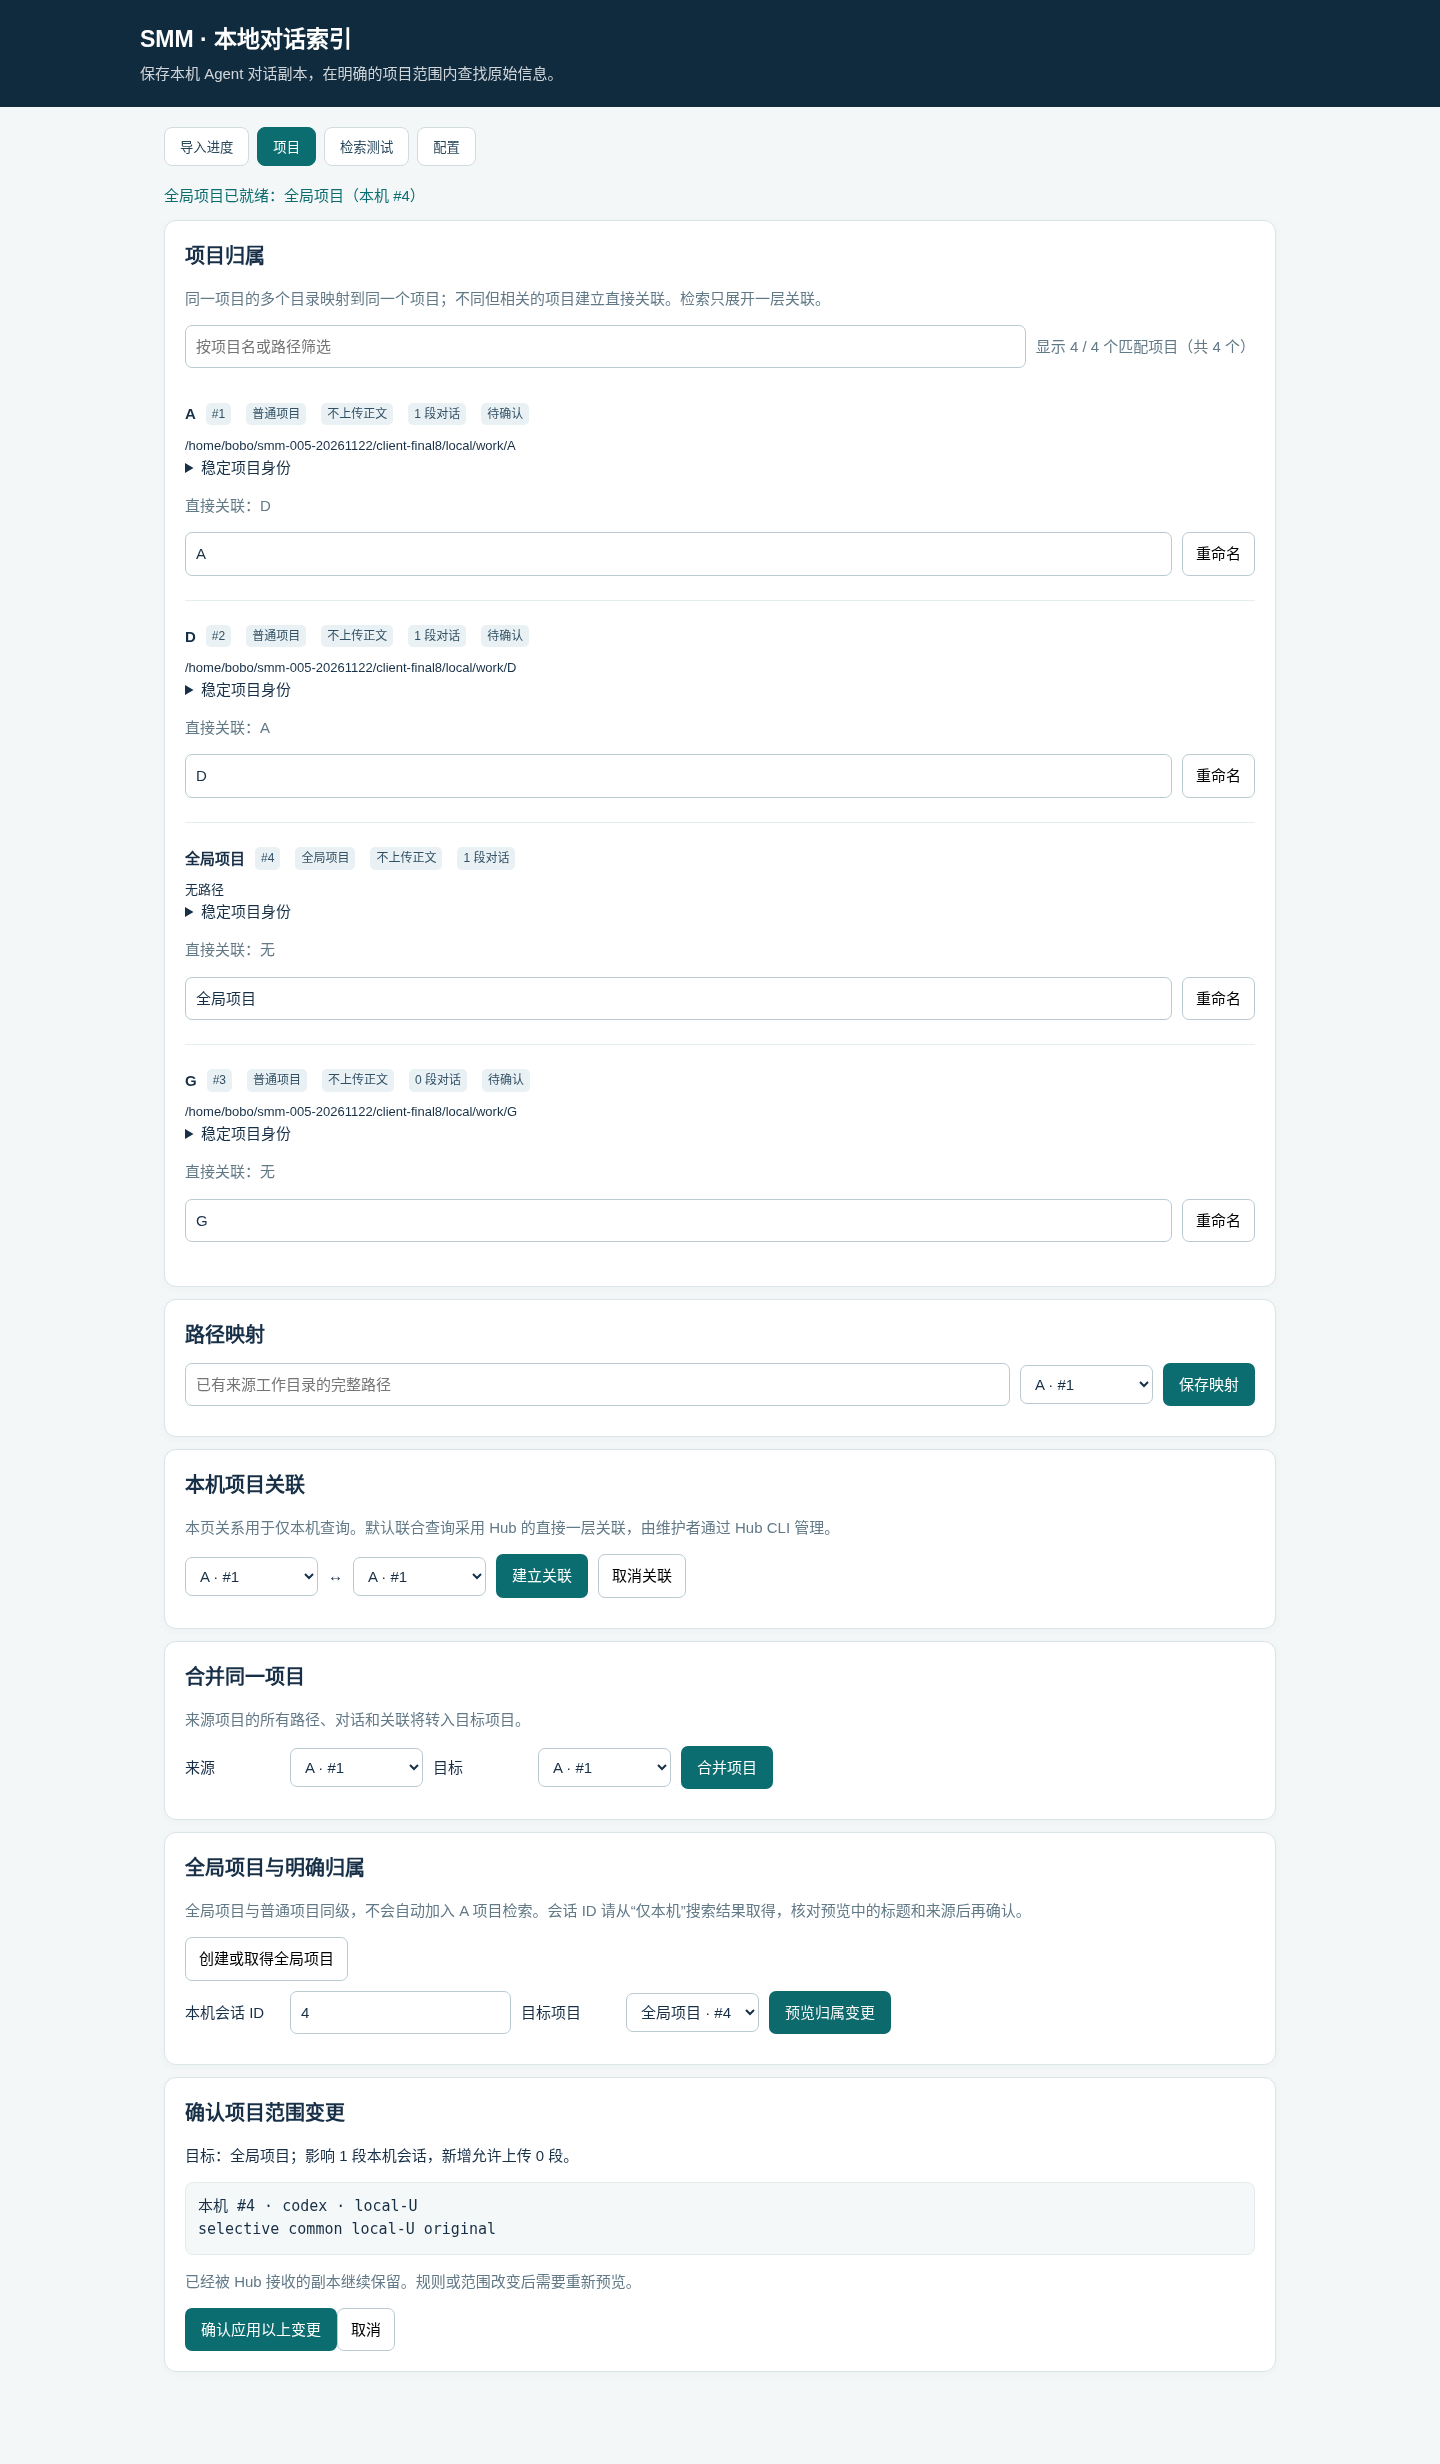 SMM · 本地对话索引
保存本机 Agent 对话副本，在明确的项目范围内查找原始信息。
导入进度 项目 检索测试 配置
全局项目已就绪：全局项目（本机 #4）
项目归属
同一项目的多个目录映射到同一个项目；不同但相关的项目建立直接关联。检索只展开一层关联。
按项目名或路径筛选 显示 4 / 4 个匹配项目（共 4 个）
A #1 普通项目 不上传正文 1 段对话 待确认
/home/bobo/smm-005-20261122/client-final8/local/work/A
▶ 稳定项目身份
直接关联：D
A 重命名
D #2 普通项目 不上传正文 1 段对话 待确认
/home/bobo/smm-005-20261122/client-final8/local/work/D
▶ 稳定项目身份
直接关联：A
D 重命名
全局项目 #4 全局项目 不上传正文 1 段对话
无路径
▶ 稳定项目身份
直接关联：无
全局项目 重命名
G #3 普通项目 不上传正文 0 段对话 待确认
/home/bobo/smm-005-20261122/client-final8/local/work/G
▶ 稳定项目身份
直接关联：无
G 重命名
路径映射
已有来源工作目录的完整路径 A · #1 保存映射
本机项目关联
本页关系用于仅本机查询。默认联合查询采用 Hub 的直接一层关联，由维护者通过 Hub CLI 管理。
A · #1 ↔ A · #1 建立关联 取消关联
合并同一项目
来源项目的所有路径、对话和关联将转入目标项目。
来源 A · #1 目标 A · #1 合并项目
全局项目与明确归属
全局项目与普通项目同级，不会自动加入 A 项目检索。会话 ID 请从“仅本机”搜索结果取得，核对预览中的标题和来源后再确认。
创建或取得全局项目
本机会话 ID 4 目标项目 全局项目 · #4 预览归属变更
确认项目范围变更
目标：全局项目；影响 1 段本机会话，新增允许上传 0 段。
本机 #4 · codex · local-U
selective common local-U original
已经被 Hub 接收的副本继续保留。规则或范围改变后需要重新预览。
确认应用以上变更 取消